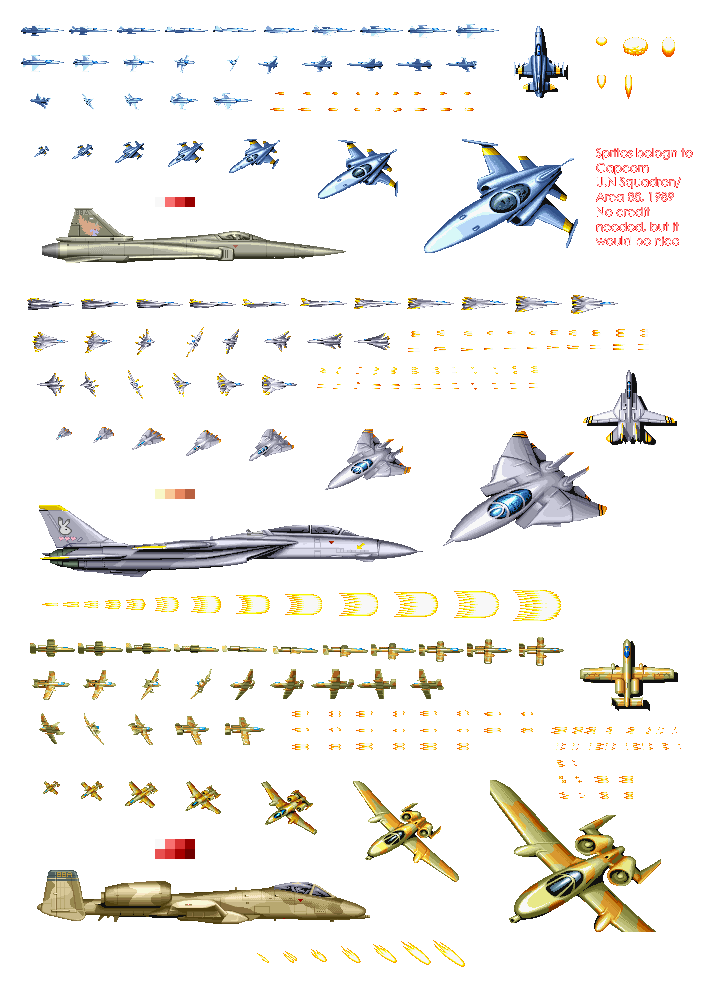 Sprites belogn to
Capcom
U.N Squadron/
Area 88, 1989
No credit
needed, but it
would be nice